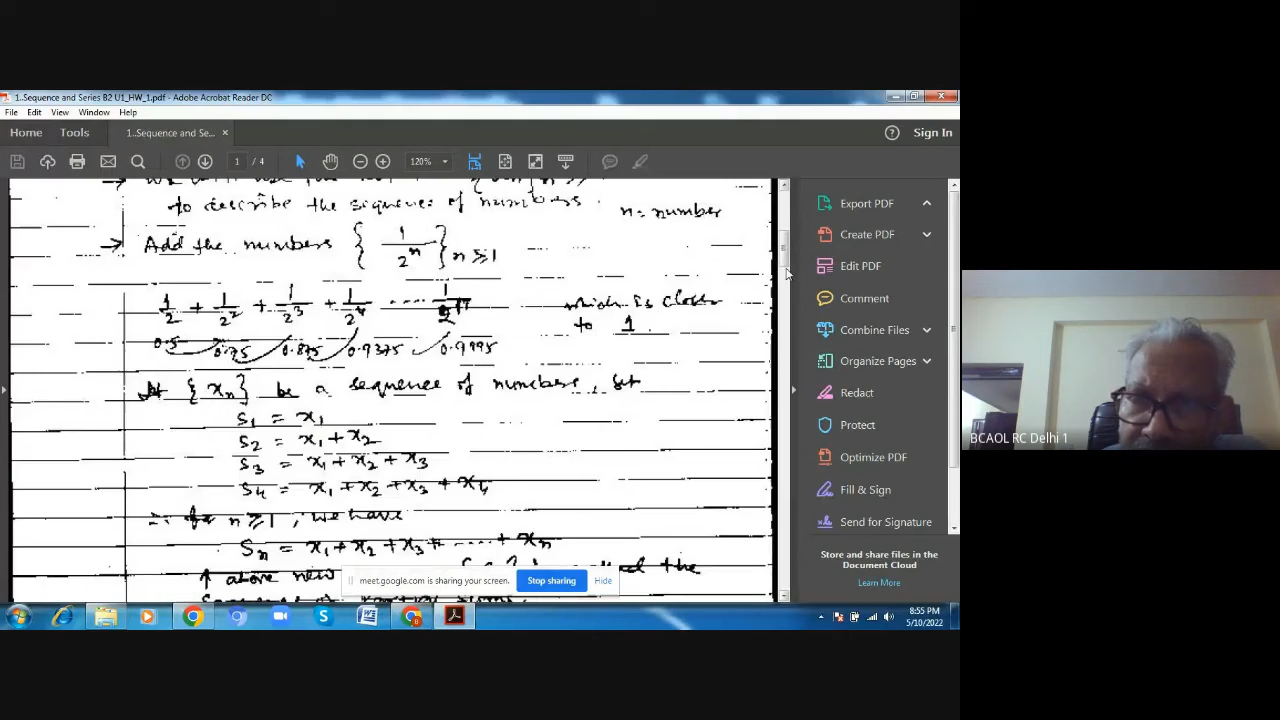 1..Sequence and Series B2 U1_HW_1.pdf - Adobe Acrobat Reader DC
File Edit View Window Help
Home Tools 1..Sequence and Se... × Sign In
1 / 4 120%
to describe the sequence of numbers. n = number
→ Add the numbers { 1/2^n } n ≥ 1
1/2 + 1/2^2 + 1/2^3 + 1/2^4 ..... 1/2^11 which is close
to 1.
0.5 0.75 0.875 0.9375 0.9995
{x_n} be a sequence of numbers, set
S_1 = x_1
S_2 = x_1 + x_2
S_3 = x_1 + x_2 + x_3
S_4 = x_1 + x_2 + x_3 + x_4
∴ for n ≥ 1, we have
S_n = x_1 + x_2 + x_3 + ..... + x_n
↑ above new the
meet.google.com is sharing your screen. Stop sharing Hide
Export PDF
Create PDF
Edit PDF
Comment
Combine Files
Organize Pages
Redact
Protect
Optimize PDF
Fill & Sign
Send for Signature
Store and share files in the
Document Cloud
Learn More
8:55 PM
5/10/2022
BCAOL RC Delhi 1